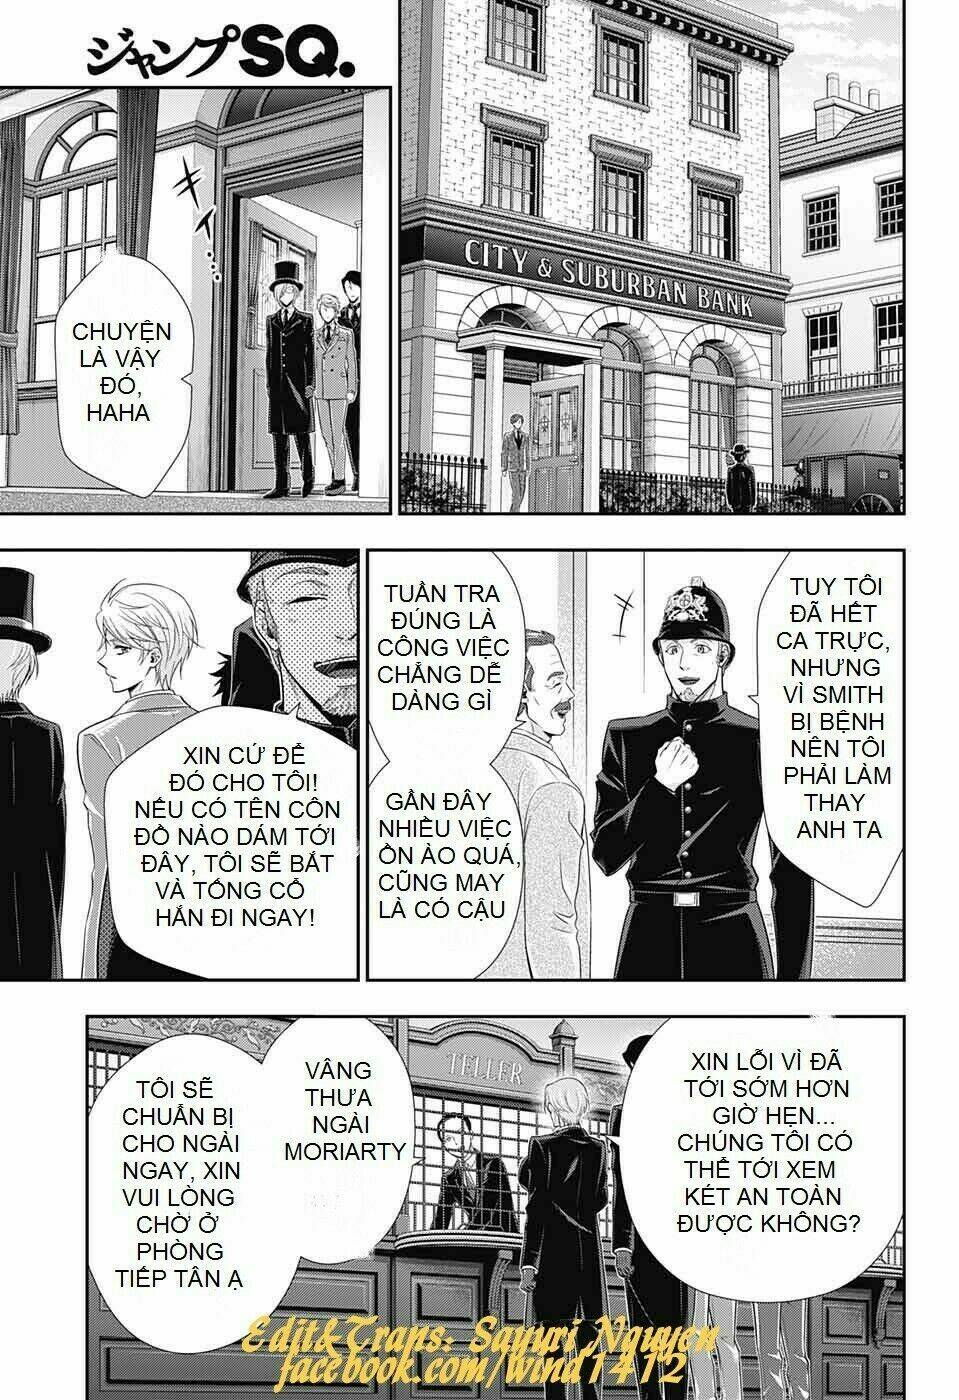 ジャンプSQ.
CITY & SUBURBAN BANK
CHUYỆN
LÀ VẬY
ĐÓ,
HAHA
TUY TÔI
ĐÃ HẾT
CA TRỰC,
NHƯNG
VÌ SMITH
BỊ BỆNH
NÊN TÔI
PHẢI LÀM
THAY
ANH TA
TUẦN TRA
ĐÚNG LÀ
CÔNG VIỆC
CHẲNG DỄ
DÀNG GÌ
GẦN ĐÂY
NHIỀU VIỆC
ỒN ÀO QUÁ,
CŨNG MAY
LÀ CÓ CẬU
XIN CỨ ĐỂ
ĐÓ CHO TÔI!
NẾU CÓ TÊN CÔN
ĐỒ NÀO DÁM TỚI
ĐÂY, TÔI SẼ BẮT
VÀ TỐNG CỔ
HẮN ĐI NGAY!
TELLER
XIN LỖI VÌ ĐÃ
TỚI SỚM HƠN
GIỜ HẸN...
CHÚNG TÔI CÓ
THỂ TỚI XEM
KÉT AN TOÀN
ĐƯỢC KHÔNG?
VÂNG
THƯA
NGÀI
MORIARTY
TÔI SẼ
CHUẨN BỊ
CHO NGÀI
NGAY, XIN
VUI LÒNG
CHỜ Ở
PHÒNG
TIẾP TÂN Ạ
Edit&Trans: Sayuri Nguyen
facebook.com/wind1412